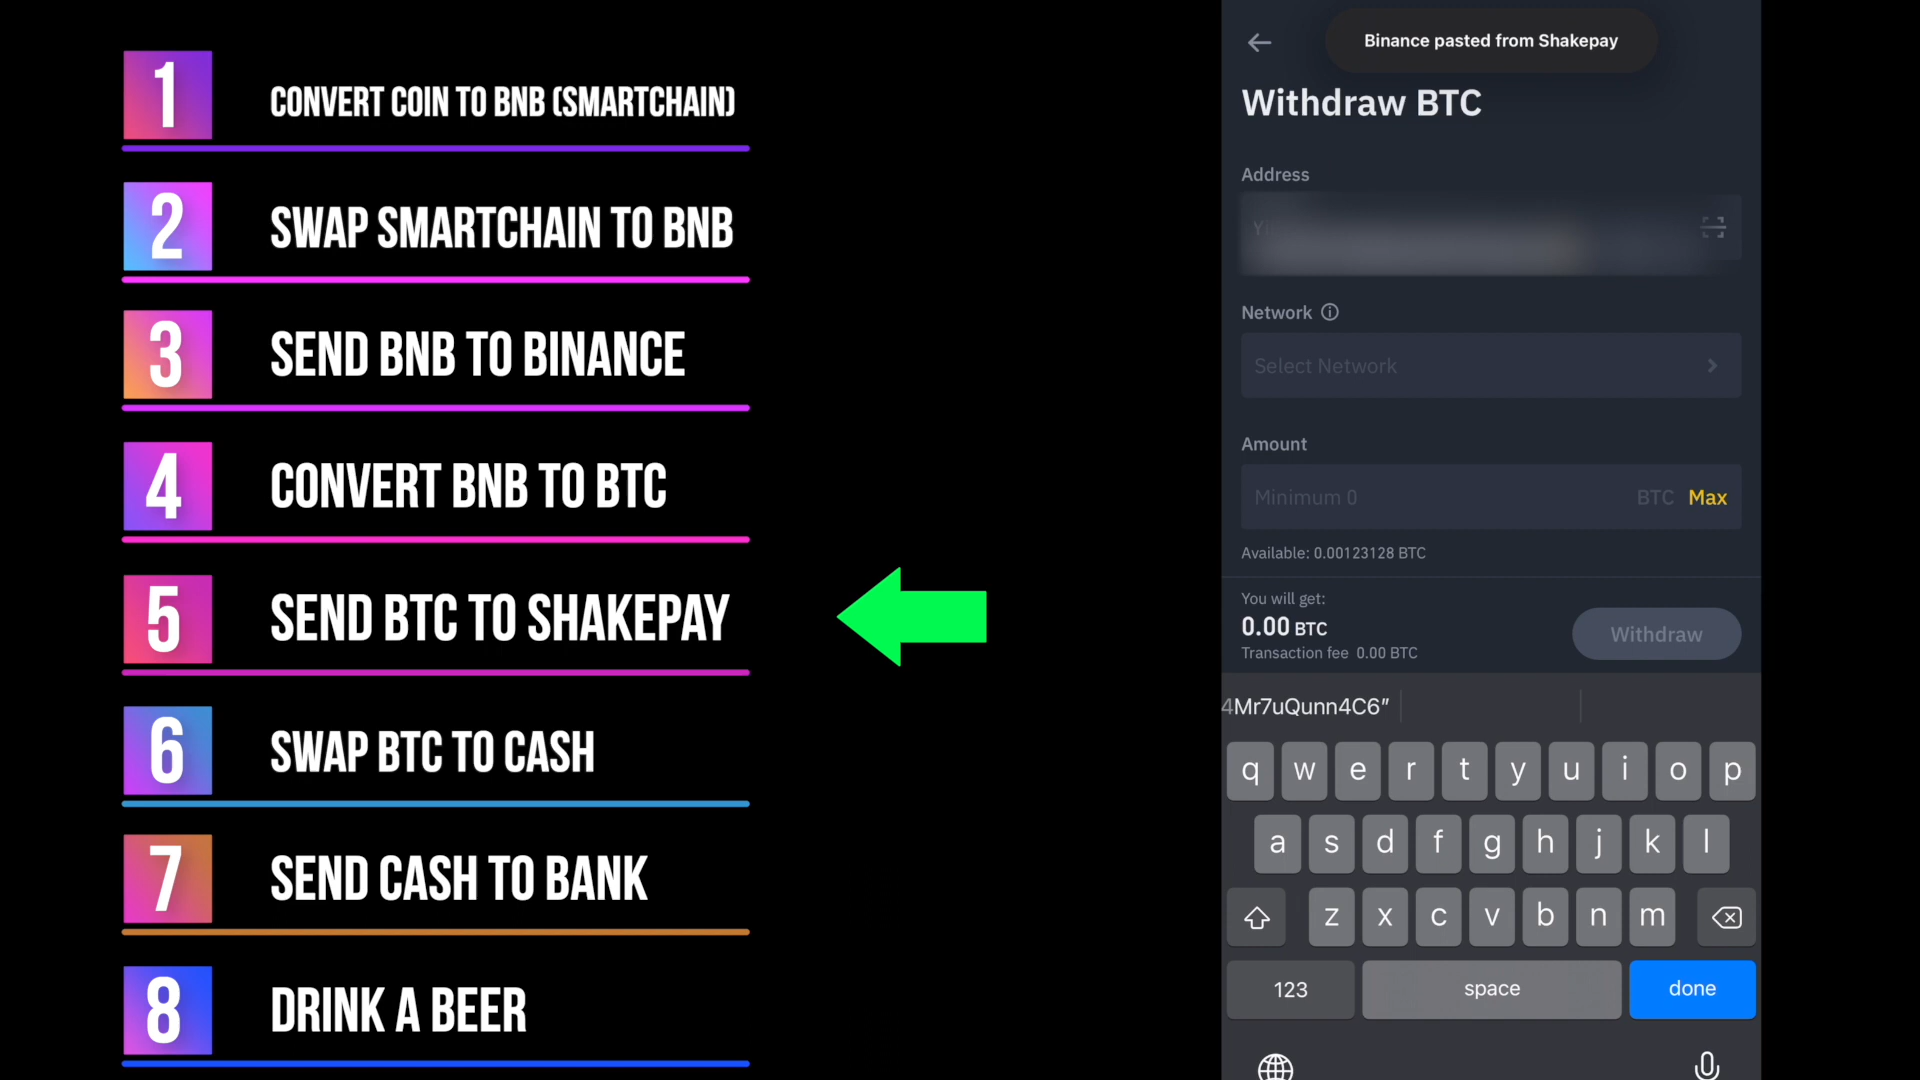 1 CONVERT COIN TO BNB (SMARTCHAIN)
2 SWAP SMARTCHAIN TO BNB
3 SEND BNB TO BINANCE
4 CONVERT BNB TO BTC
5 SEND BTC TO SHAKEPAY
6 SWAP BTC TO CASH
7 SEND CASH TO BANK
8 DRINK A BEER
Binance pasted from Shakepay
Withdraw BTC
Address
Network
Select Network
Amount
Minimum 0 BTC Max
Available: 0.00123128 BTC
You will get:
0.00 BTC
Transaction fee 0.00 BTC
Withdraw
4Mr7uQunn4C6”
q w e r t y u i o p
a s d f g h j k l
z x c v b n m
123 space done